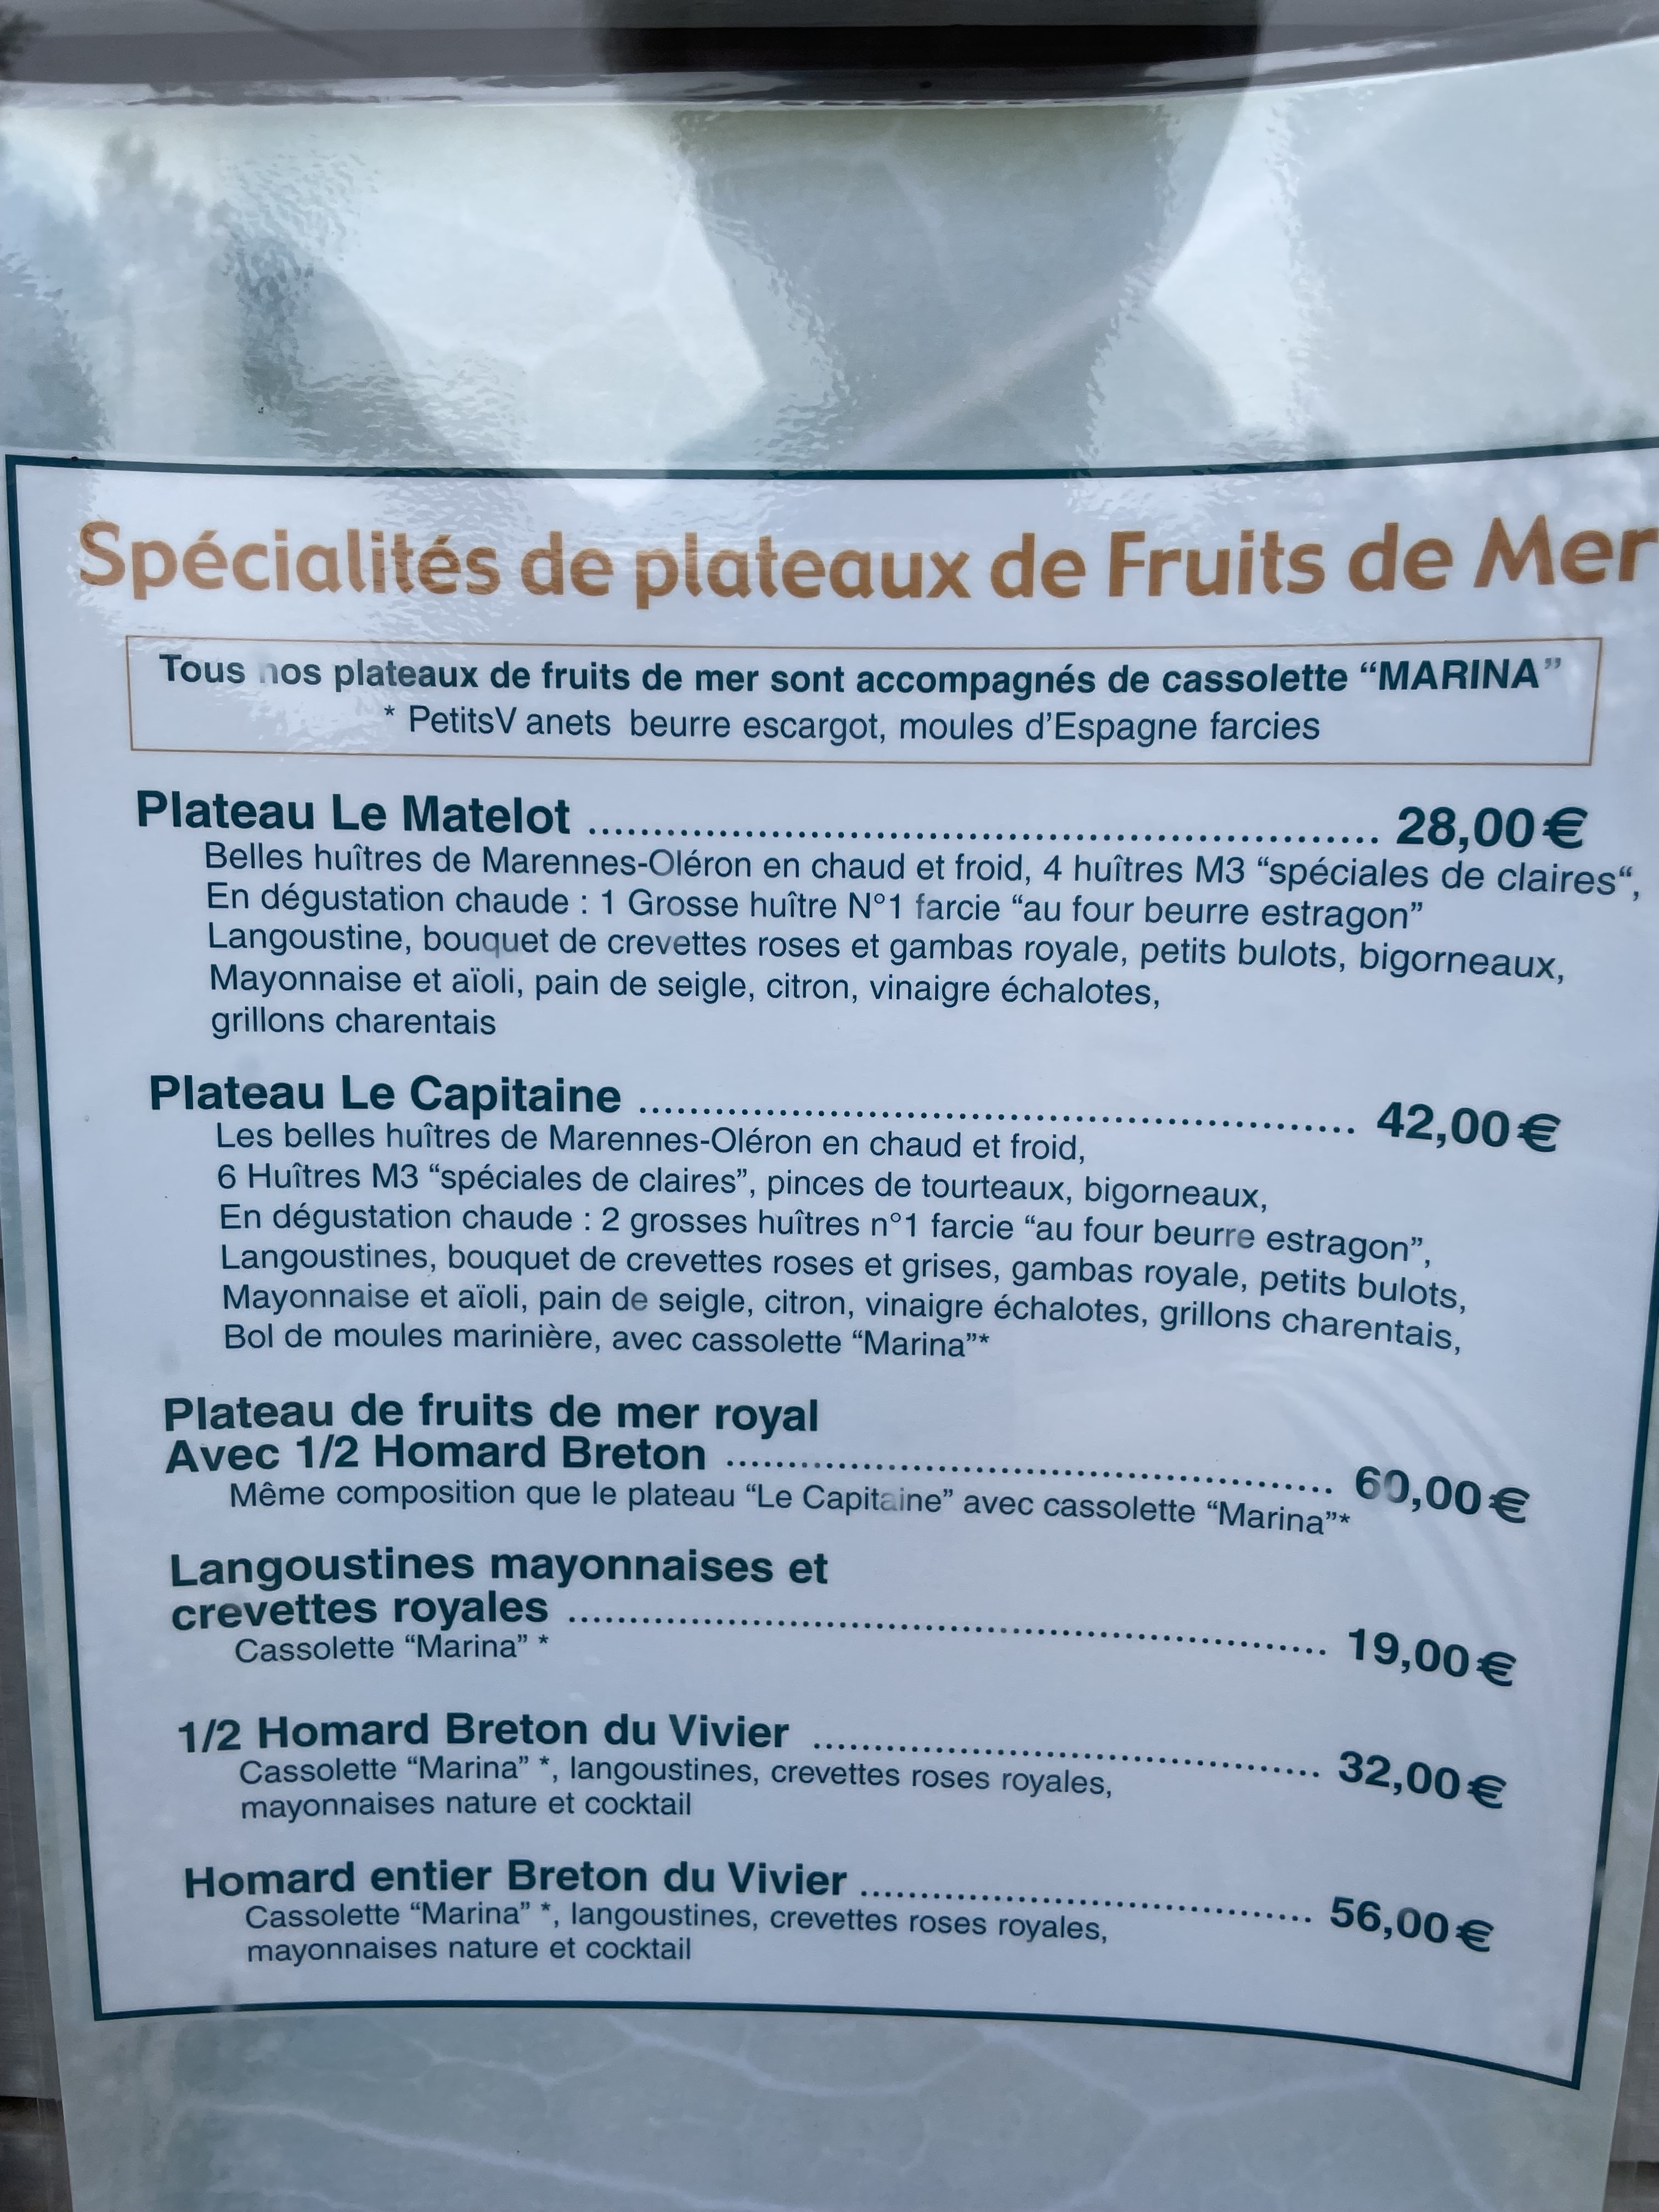 Spécialités de plateaux de Fruits de Mer
Tous nos plateaux de fruits de mer sont accompagnés de cassolette “MARINA”
* PetitsV anets beurre escargot, moules d’Espagne farcies
Plateau Le Matelot ........................................................... 28,00€
Belles huîtres de Marennes-Oléron en chaud et froid, 4 huîtres M3 “spéciales de claires“,
En dégustation chaude : 1 Grosse huître N°1 farcie “au four beurre estragon”
Langoustine, bouquet de crevettes roses et gambas royale, petits bulots, bigorneaux,
Mayonnaise et aïoli, pain de seigle, citron, vinaigre échalotes,
grillons charentais
Plateau Le Capitaine ........................................................ 42,00€
Les belles huîtres de Marennes-Oléron en chaud et froid,
6 Huîtres M3 “spéciales de claires”, pinces de tourteaux, bigorneaux,
En dégustation chaude : 2 grosses huîtres n°1 farcie “au four beurre estragon”,
Langoustines, bouquet de crevettes roses et grises, gambas royale, petits bulots,
Mayonnaise et aïoli, pain de seigle, citron, vinaigre échalotes, grillons charentais,
Bol de moules marinière, avec cassolette “Marina”*
Plateau de fruits de mer royal
Avec 1/2 Homard Breton ................................................. 60,00€
Même composition que le plateau “Le Capitaine” avec cassolette “Marina”*
Langoustines mayonnaises et
crevettes royales .............................................................. 19,00€
Cassolette “Marina” *
1/2 Homard Breton du Vivier .......................................... 32,00€
Cassolette “Marina” *, langoustines, crevettes roses royales,
mayonnaises nature et cocktail
Homard entier Breton du Vivier ...................................... 56,00€
Cassolette “Marina” *, langoustines, crevettes roses royales,
mayonnaises nature et cocktail